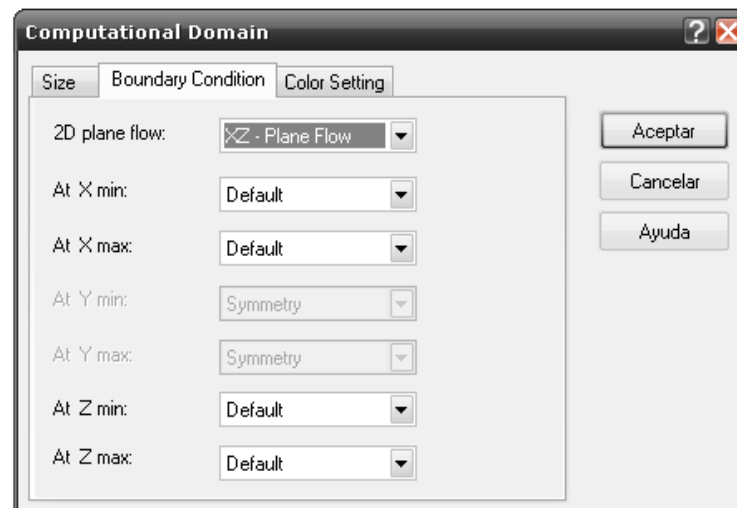 Computational Domain
Size Boundary Condition Color Setting
2D plane flow: XZ - Plane Flow
At X min: Default
At X max: Default
At Y min: Symmetry
At Y max: Symmetry
At Z min: Default
At Z max: Default
Aceptar
Cancelar
Ayuda